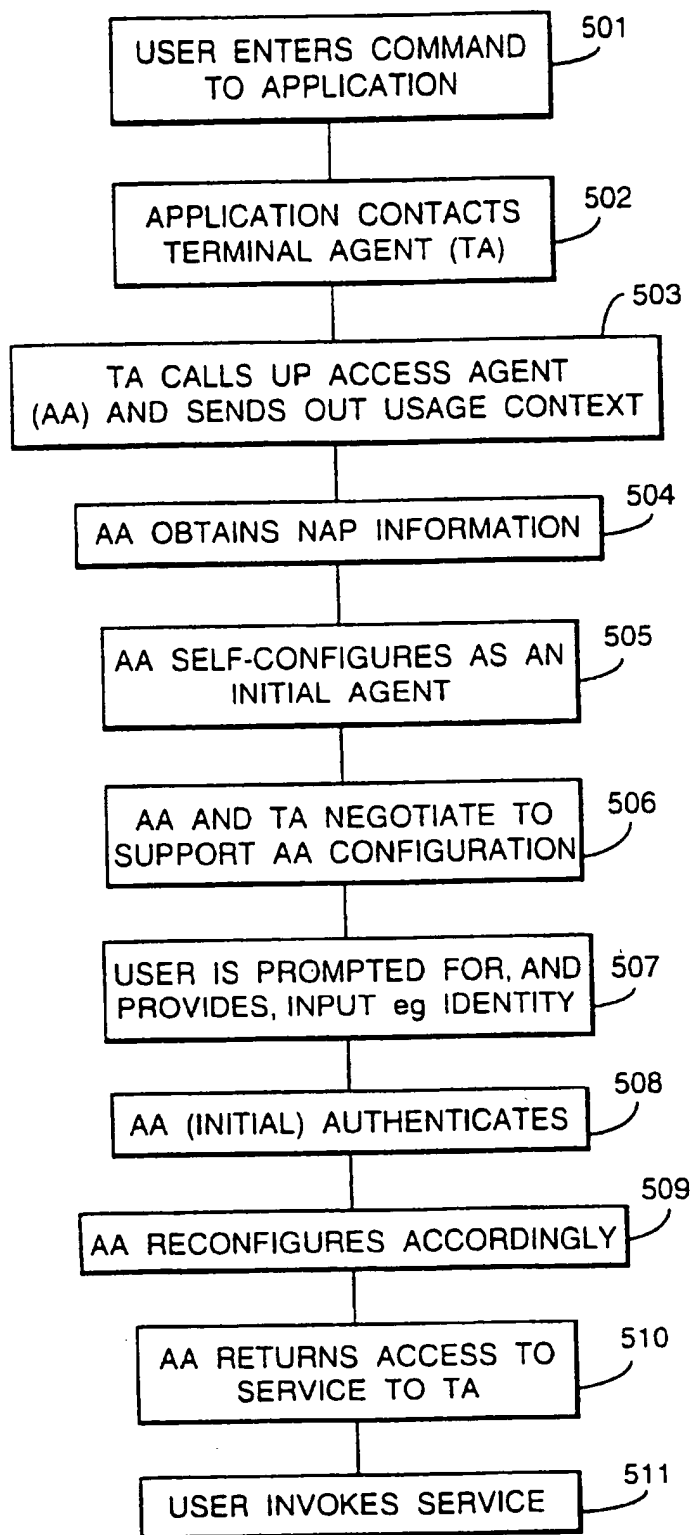 501
USER ENTERS COMMAND
TO APPLICATION
502
APPLICATION CONTACTS
TERMINAL AGENT (TA)
503
TA CALLS UP ACCESS AGENT
(AA) AND SENDS OUT USAGE CONTEXT
504
AA OBTAINS NAP INFORMATION
505
AA SELF-CONFIGURES AS AN
INITIAL AGENT
506
AA AND TA NEGOTIATE TO
SUPPORT AA CONFIGURATION
507
USER IS PROMPTED FOR, AND
PROVIDES, INPUT eg IDENTITY
508
AA (INITIAL) AUTHENTICATES
509
AA RECONFIGURES ACCORDINGLY
510
AA RETURNS ACCESS TO
SERVICE TO TA
511
USER INVOKES SERVICE